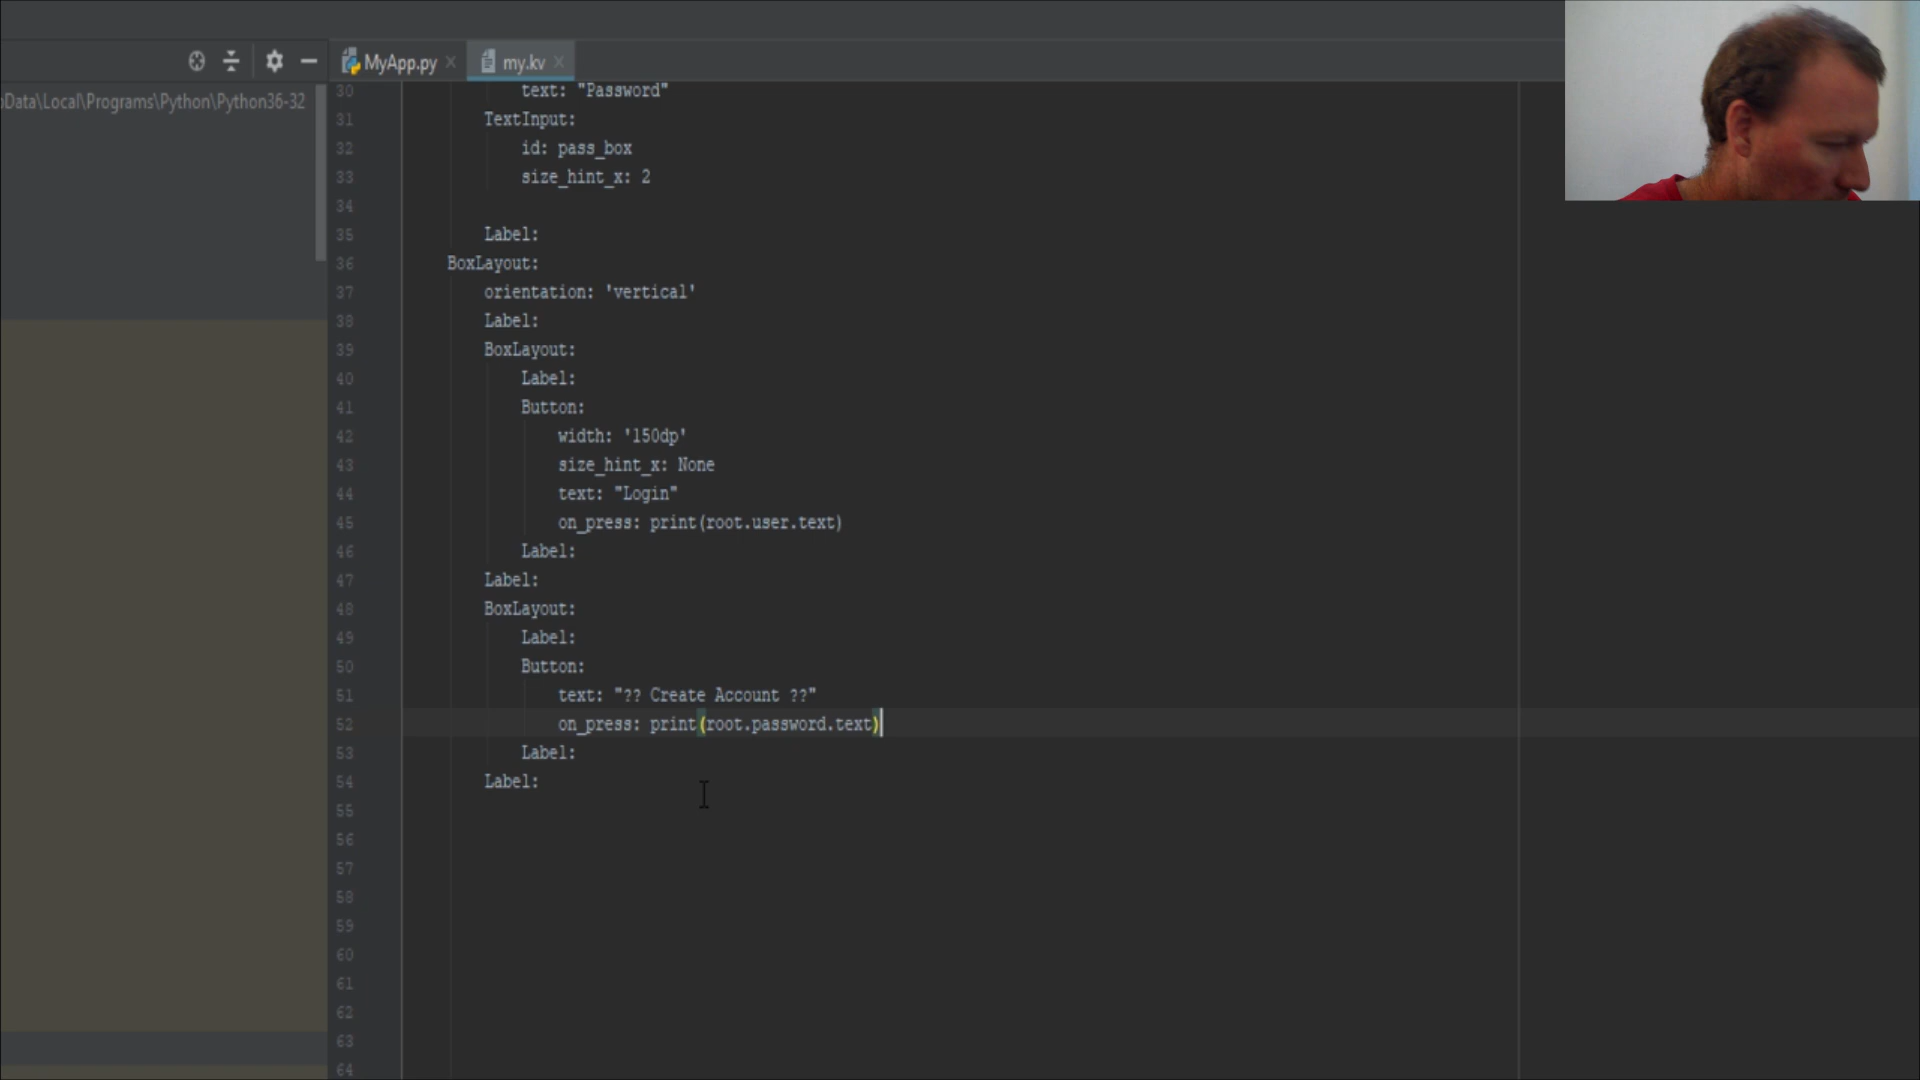 MyApp.py
my.kv
Data\Local\Programs\Python\Python36-32
30 text: "Password"
31 TextInput:
32 id: pass_box
33 size_hint_x: 2
34
35 Label:
36 BoxLayout:
37 orientation: 'vertical'
38 Label:
39 BoxLayout:
40 Label:
41 Button:
42 width: '150dp'
43 size_hint_x: None
44 text: "Login"
45 on_press: print(root.user.text)
46 Label:
47 Label:
48 BoxLayout:
49 Label:
50 Button:
51 text: "?? Create Account ??"
52 on_press: print(root.password.text)
53 Label:
54 Label:
55
56
57
58
59
60
61
62
63
64